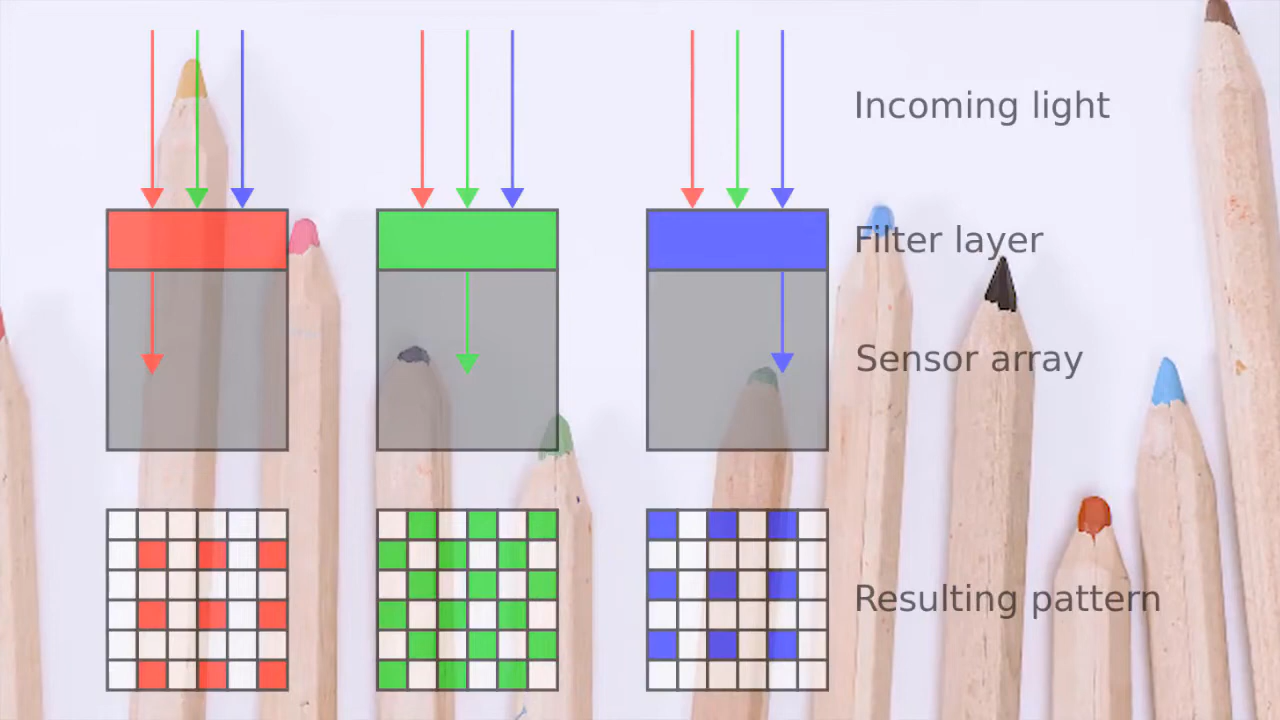 Incoming light
Filter layer
Sensor array
Resulting pattern